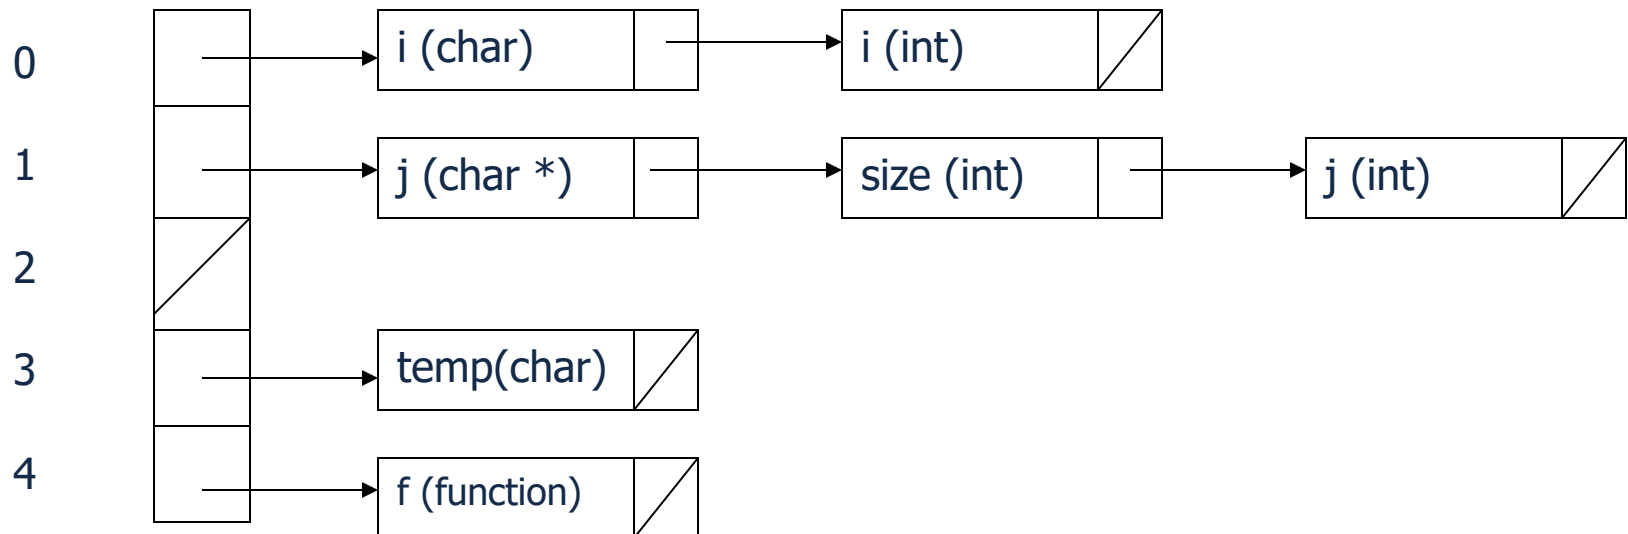 0
i (char)
i (int)
1
j (char *)
size (int)
j (int)
2
3
temp(char)
4
f (function)